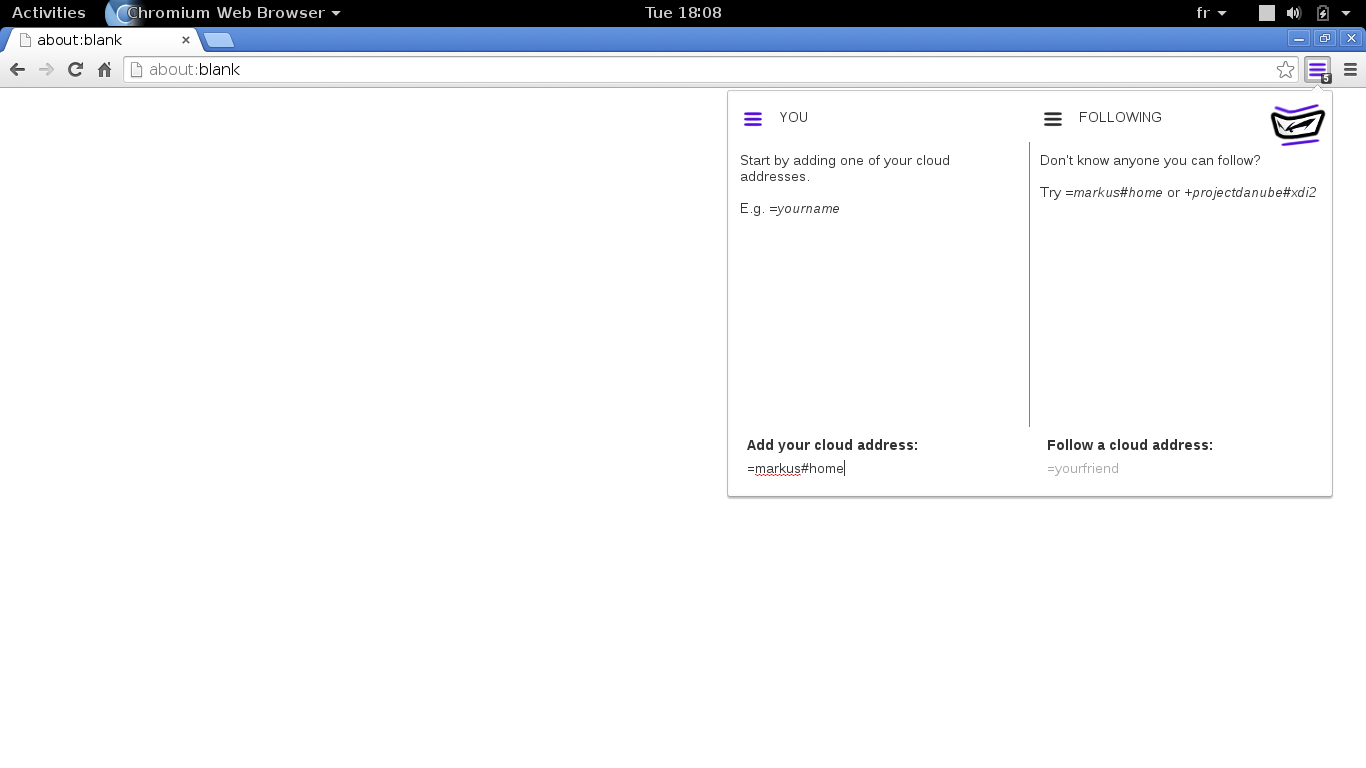 Activities Chromium Web Browser Tue 18:08 fr
about:blank
about:blank
5
YOU
Start by adding one of your cloud
addresses.
E.g. =yourname
Add your cloud address:
=markus#home
FOLLOWING
Don't know anyone you can follow?
Try =markus#home or +projectdanube#xdi2
Follow a cloud address:
=yourfriend